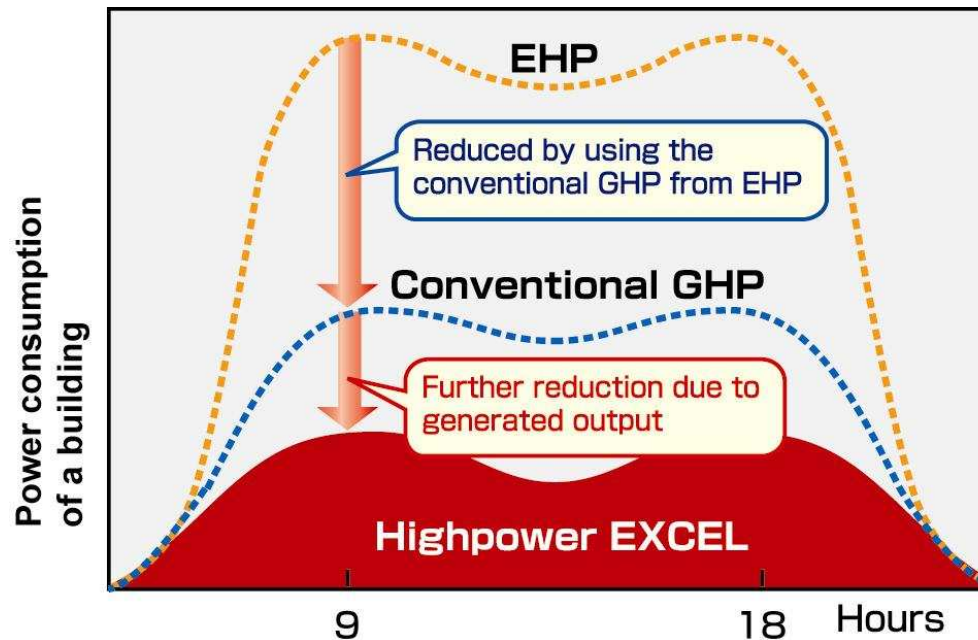 EHP
Reduced by using the
conventional GHP from EHP
Conventional GHP
Further reduction due to
generated output
Highpower EXCEL
Power consumption
of a building
9
18
Hours